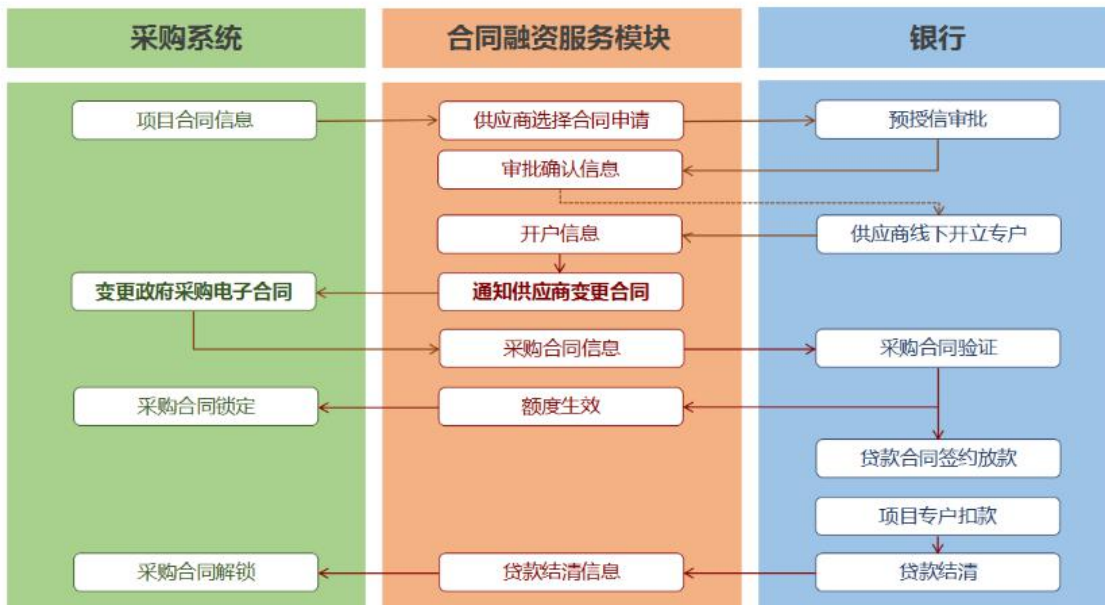 采购系统
合同融资服务模块
银行
项目合同信息
供应商选择合同申请
预授信审批
审批确认信息
开户信息
供应商线下开立专户
变更政府采购电子合同
通知供应商变更合同
采购合同信息
采购合同验证
采购合同锁定
额度生效
贷款合同签约放款
项目专户扣款
采购合同解锁
贷款结清信息
贷款结清